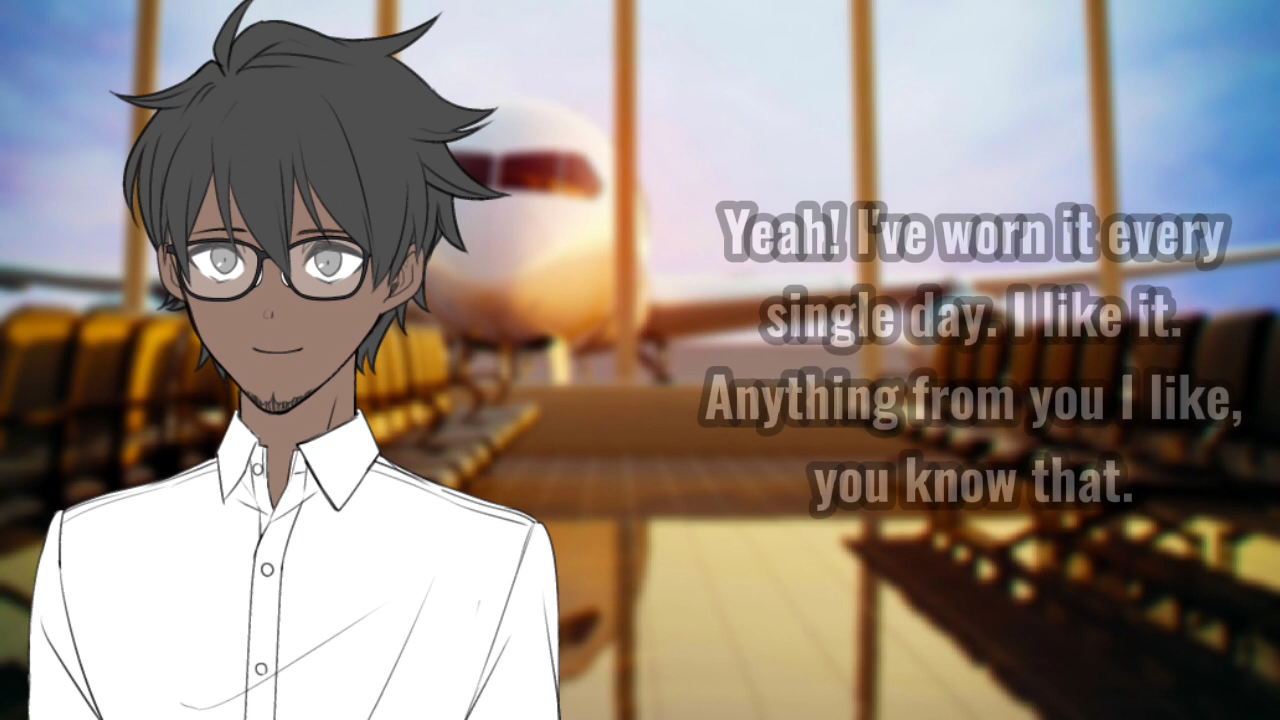 Yeah! I've worn it every
single day. I like it.
Anything from you I like,
you know that.